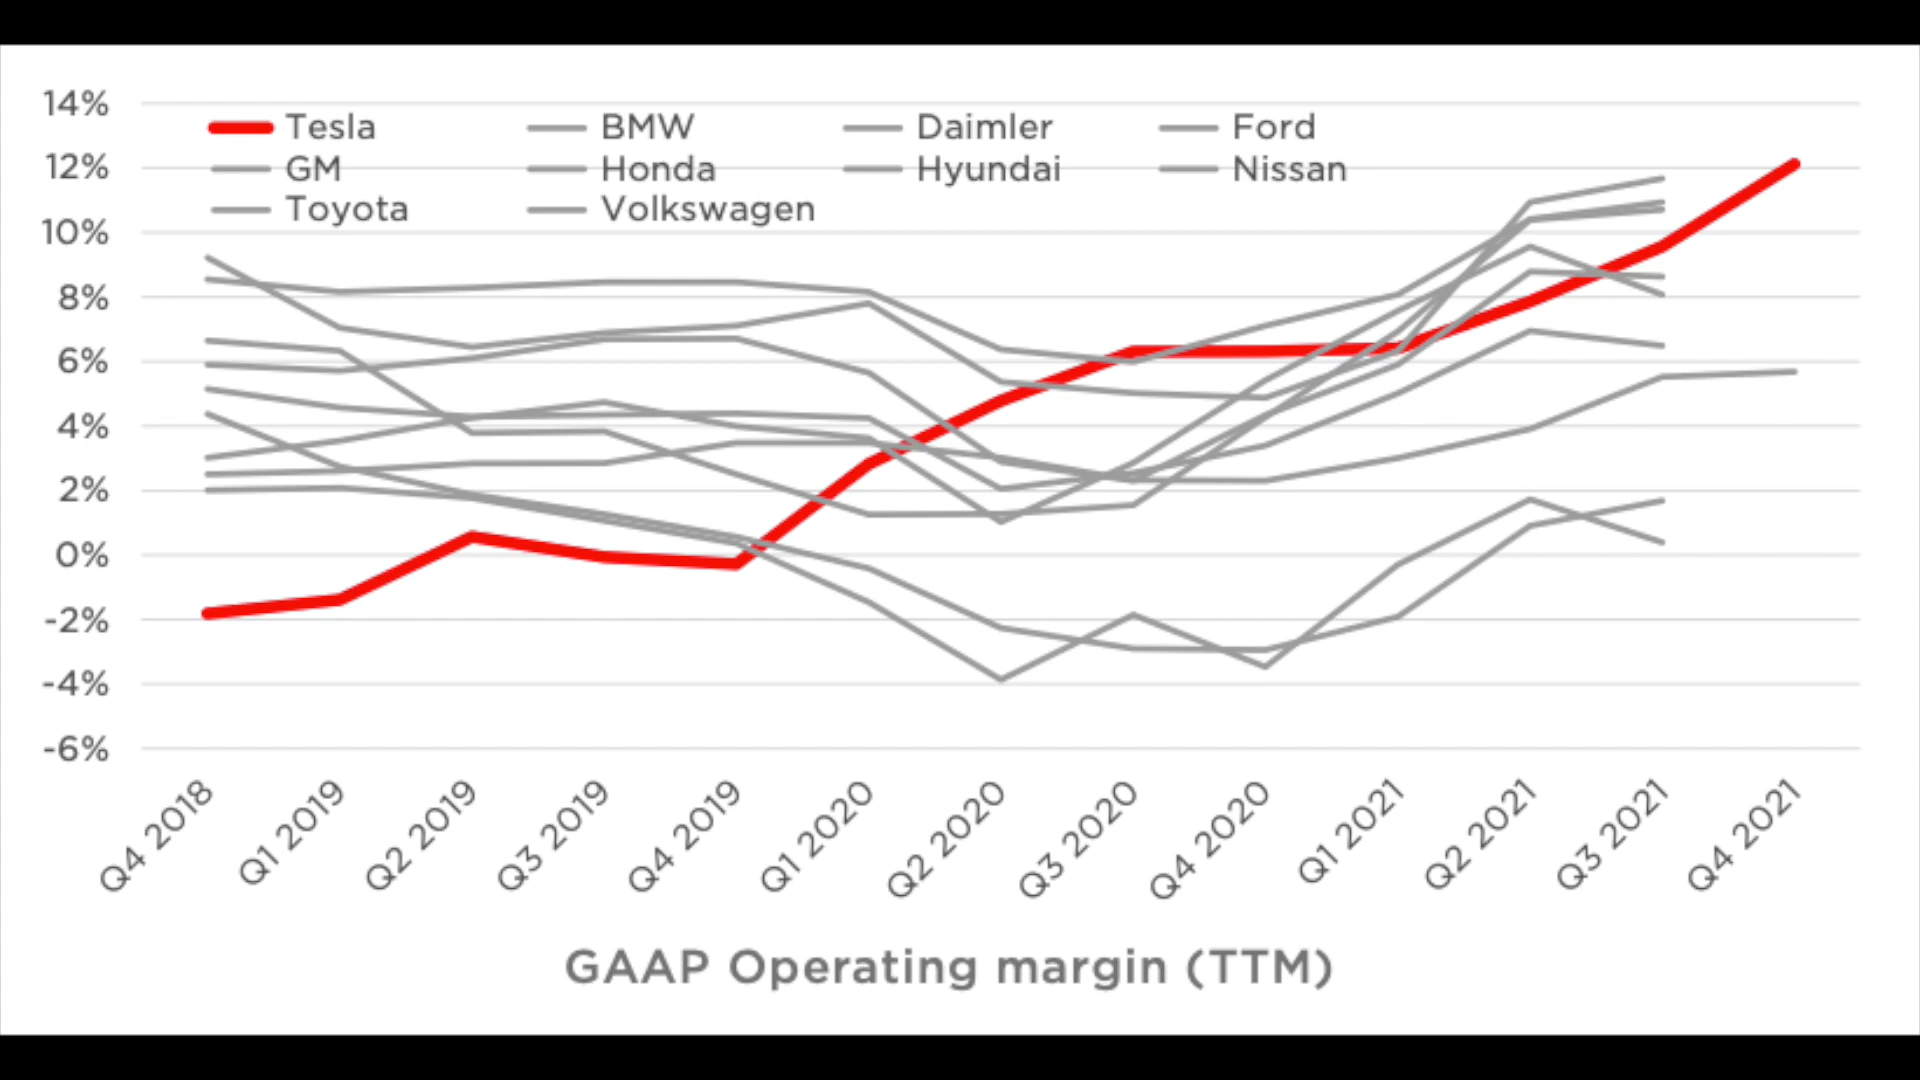 14%
Tesla BMW Daimler Ford
12% GM Honda Hyundai Nissan
Toyota Volkswagen
10%
8%
6%
4%
2%
0%
-2%
-4%
-6%
Q4 2018 Q1 2019 Q2 2019 Q3 2019 Q4 2019 Q1 2020 Q2 2020 Q3 2020 Q4 2020 Q1 2021 Q2 2021 Q3 2021 Q4 2021
GAAP Operating margin (TTM)